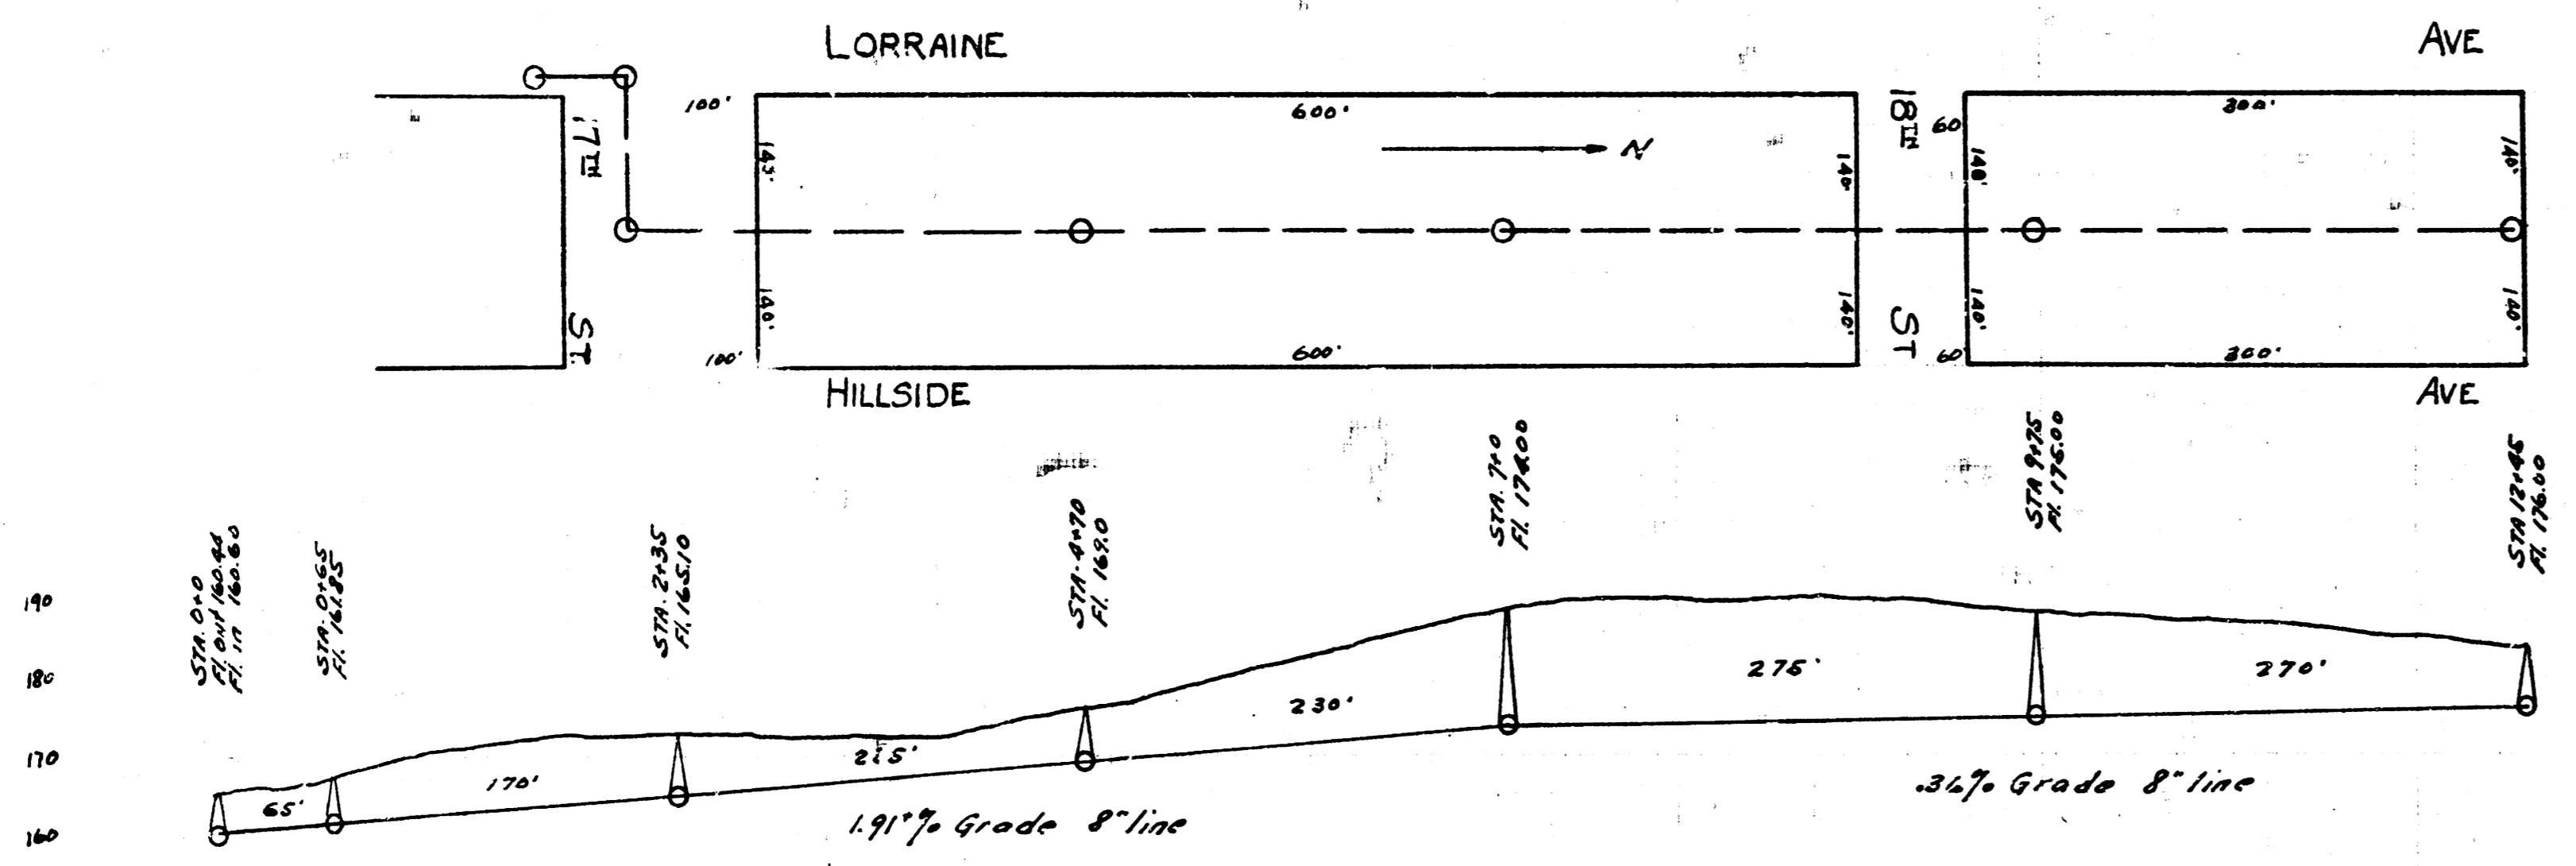 LORRAINE AVE
17TH ST.
100'
600'
18TH ST
60
300'
140'
140'
140'
140'
N
140'
140'
140'
140'
100'
600'
60'
300'
HILLSIDE AVE
STA. 0+0
Fl. out 160.44
Fl. in 160.60
STA. 0+65
Fl. 161.85
STA. 2+35
Fl. 165.10
STA. 4+70
Fl. 169.0
STA. 7+0
Fl. 174.00
STA 9+75
Fl. 175.00
STA 12+45
Fl. 176.00
190
180
170
160
65'
170'
230'
275'
270'
1.91+% Grade 8" line
.36% Grade 8" line